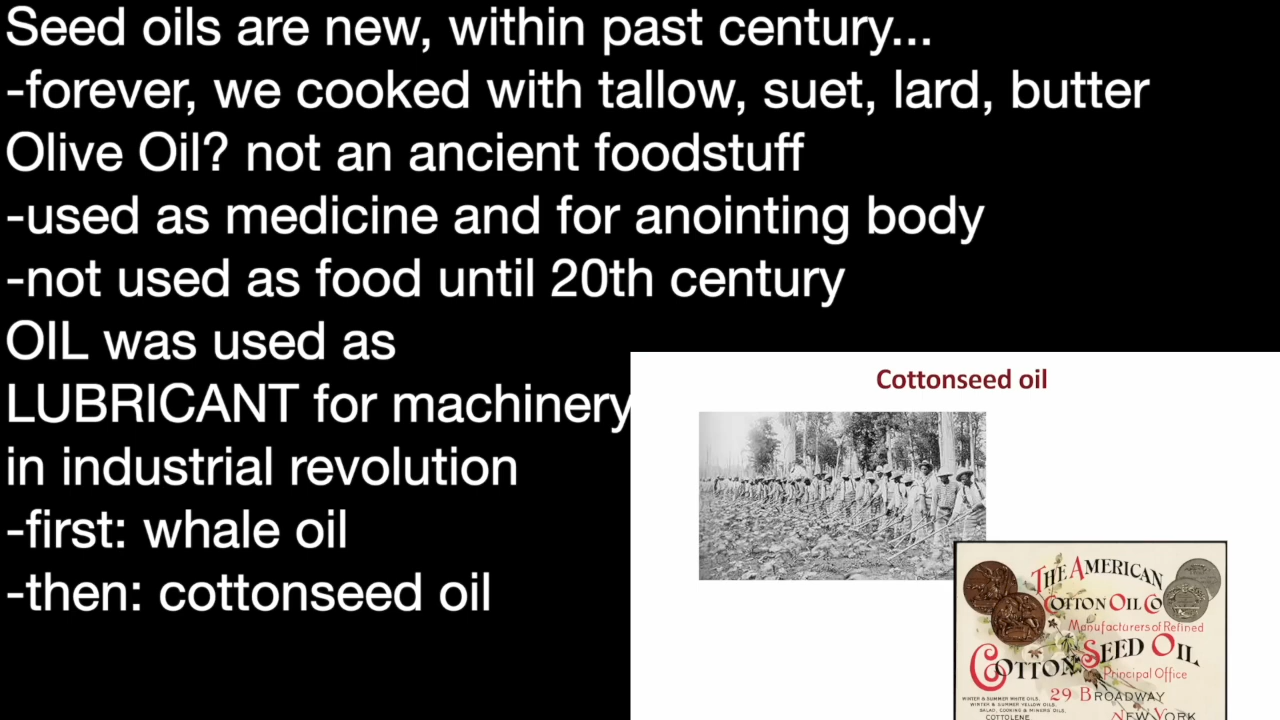 Seed oils are new, within past century...
-forever, we cooked with tallow, suet, lard, butter
Olive Oil? not an ancient foodstuff
-used as medicine and for anointing body
-not used as food until 20th century
OIL was used as
LUBRICANT for machinery
in industrial revolution
-first: whale oil
-then: cottonseed oil
Cottonseed oil
THE AMERICAN
COTTON OIL CO
Manufacturers of Refined
COTTON SEED OIL
Principal Office
29 BROADWAY
NEW YORK
WINTER & SUMMER WHITE OILS,
WINTER & SUMMER YELLOW OILS,
SALAD, COOKING & MINERS' OILS,
COTTOLENE